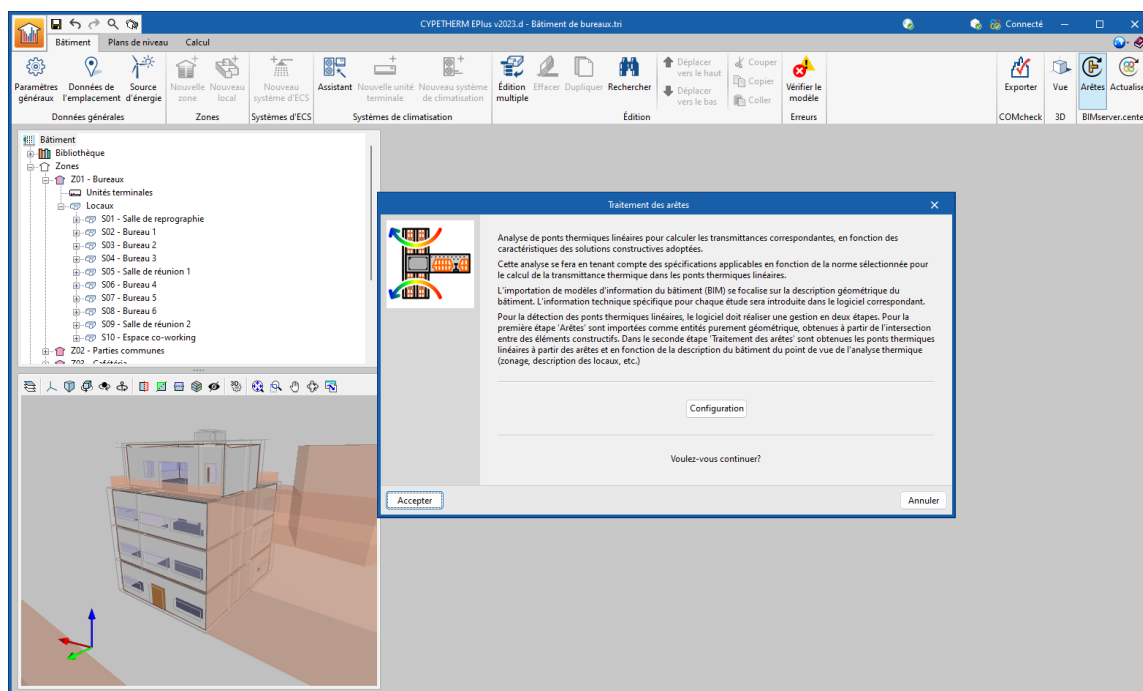 CYPETHERM EPlus v2023.d - Bâtiment de bureaux.tri
Connecté
Bâtiment Plans de niveau Calcul
Paramètres généraux
Données de l'emplacement
Source d'énergie
Données générales
Nouvelle zone
Nouveau local
Zones
Nouveau système d'ECS
Systèmes d'ECS
Assistant
Nouvelle unité terminale
Nouveau système de climatisation
Systèmes de climatisation
Édition multiple
Effacer
Dupliquer
Rechercher
Déplacer vers le haut
Déplacer vers le bas
Couper
Copier
Coller
Édition
Vérifier le modèle
Erreurs
Exporter
COMcheck
Vue
3D
Arêtes
Actualise
BIMserver.cente
Bâtiment
Bibliothèque
Zones
Z01 - Bureaux
Unités terminales
Locaux
S01 - Salle de reprographie
S02 - Bureau 1
S03 - Bureau 2
S04 - Bureau 3
S05 - Salle de réunion 1
S06 - Bureau 4
S07 - Bureau 5
S08 - Bureau 6
S09 - Salle de réunion 2
S10 - Espace co-working
Z02 - Parties communes
Z03 - Cafétéria
3D
Traitement des arêtes
Analyse de ponts thermiques linéaires pour calculer les transmittances correspondantes, en fonction des
caractéristiques des solutions constructives adoptées.
Cette analyse se fera en tenant compte des spécifications applicables en fonction de la norme sélectionnée pour
le calcul de la transmittance thermique dans les ponts thermiques linéaires.
L'importation de modèles d'information du bâtiment (BIM) se focalise sur la description géométrique du
bâtiment. L'information technique spécifique pour chaque étude sera introduite dans le logiciel correspondant.
Pour la détection des ponts thermiques linéaires, le logiciel doit réaliser une gestion en deux étapes. Pour la
première étape 'Arêtes' sont importées comme entités purement géométrique, obtenues à partir de l'intersection
entre des éléments constructifs. Dans le seconde étape 'Traitement des arêtes' sont obtenues les ponts thermiques
linéaires à partir des arêtes et en fonction de la description du bâtiment du point de vue de l'analyse thermique
(zonage, description des locaux, etc.)
Configuration
Voulez-vous continuer?
Accepter
Annuler